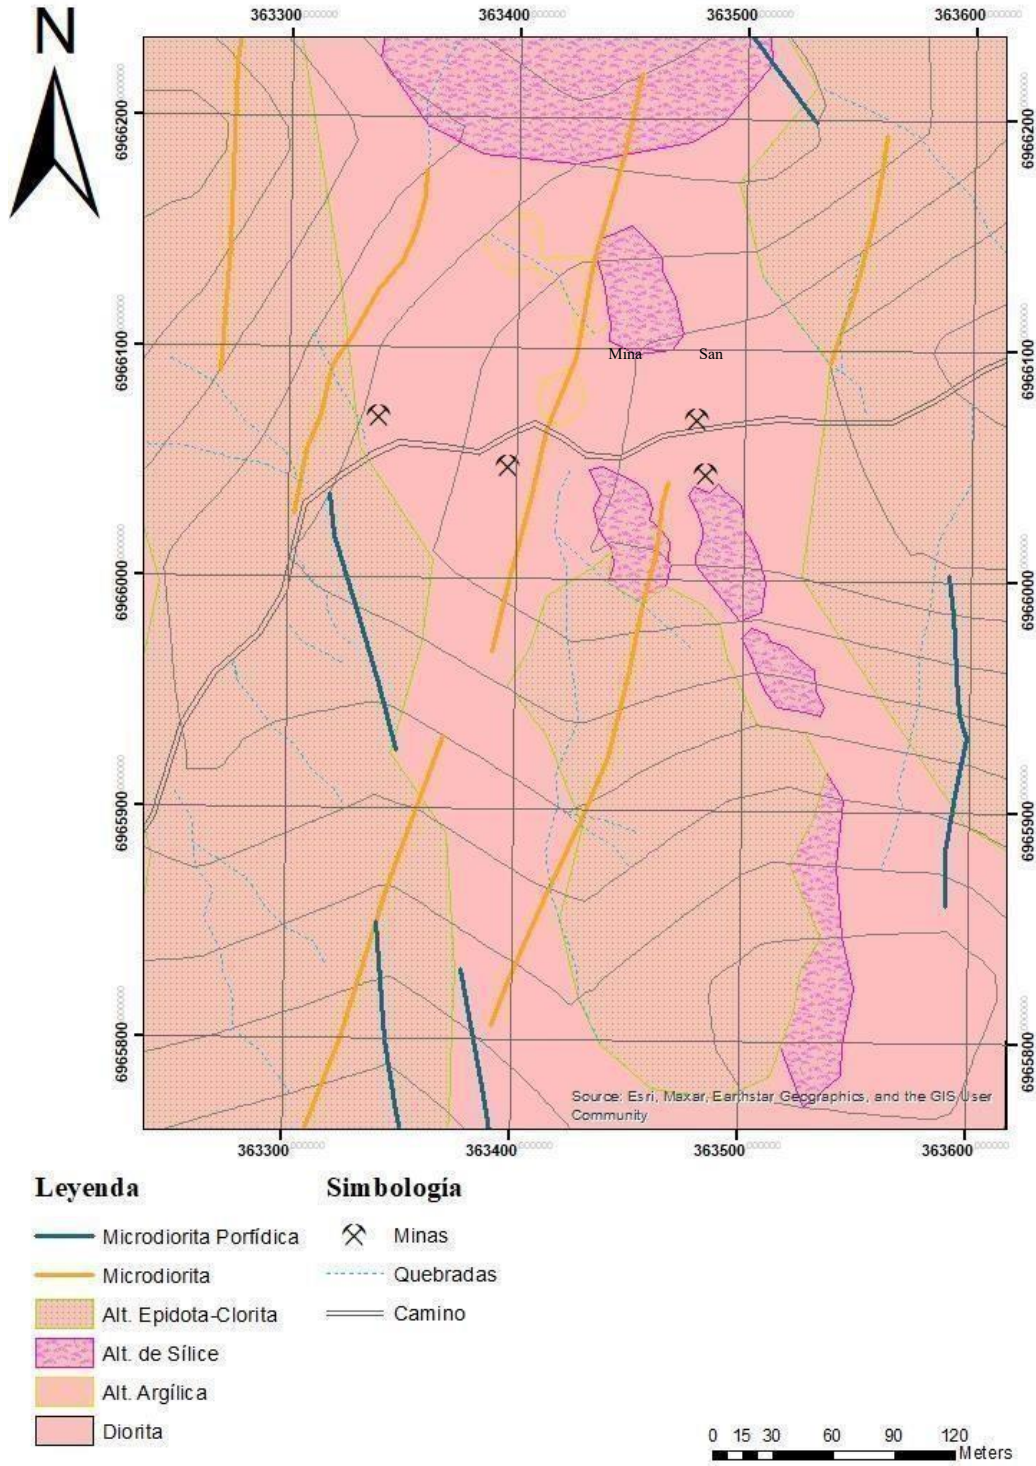 N
363300 363400 363500 363600
6966200 6966200
6966100 6966100
Mina San
6966000 6966000
6965900 6965900
6965800 6965800
Source: Esri, Maxar, Earthstar Geographics, and the GIS User
Community
363300 363400 363500 363600
Leyenda
Microdiorita Porfídica
Microdiorita
Alt. Epidota-Clorita
Alt. de Sílice
Alt. Argílica
Diorita
Simbología
Minas
Quebradas
Camino
0 15 30 60 90 120
Meters